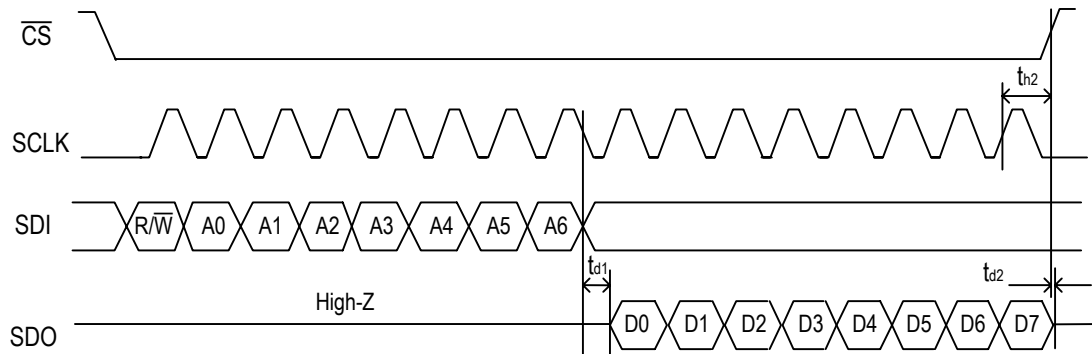 CS
th2
SCLK
SDI R/W A0 A1 A2 A3 A4 A5 A6
td1 td2
High-Z
SDO D0 D1 D2 D3 D4 D5 D6 D7